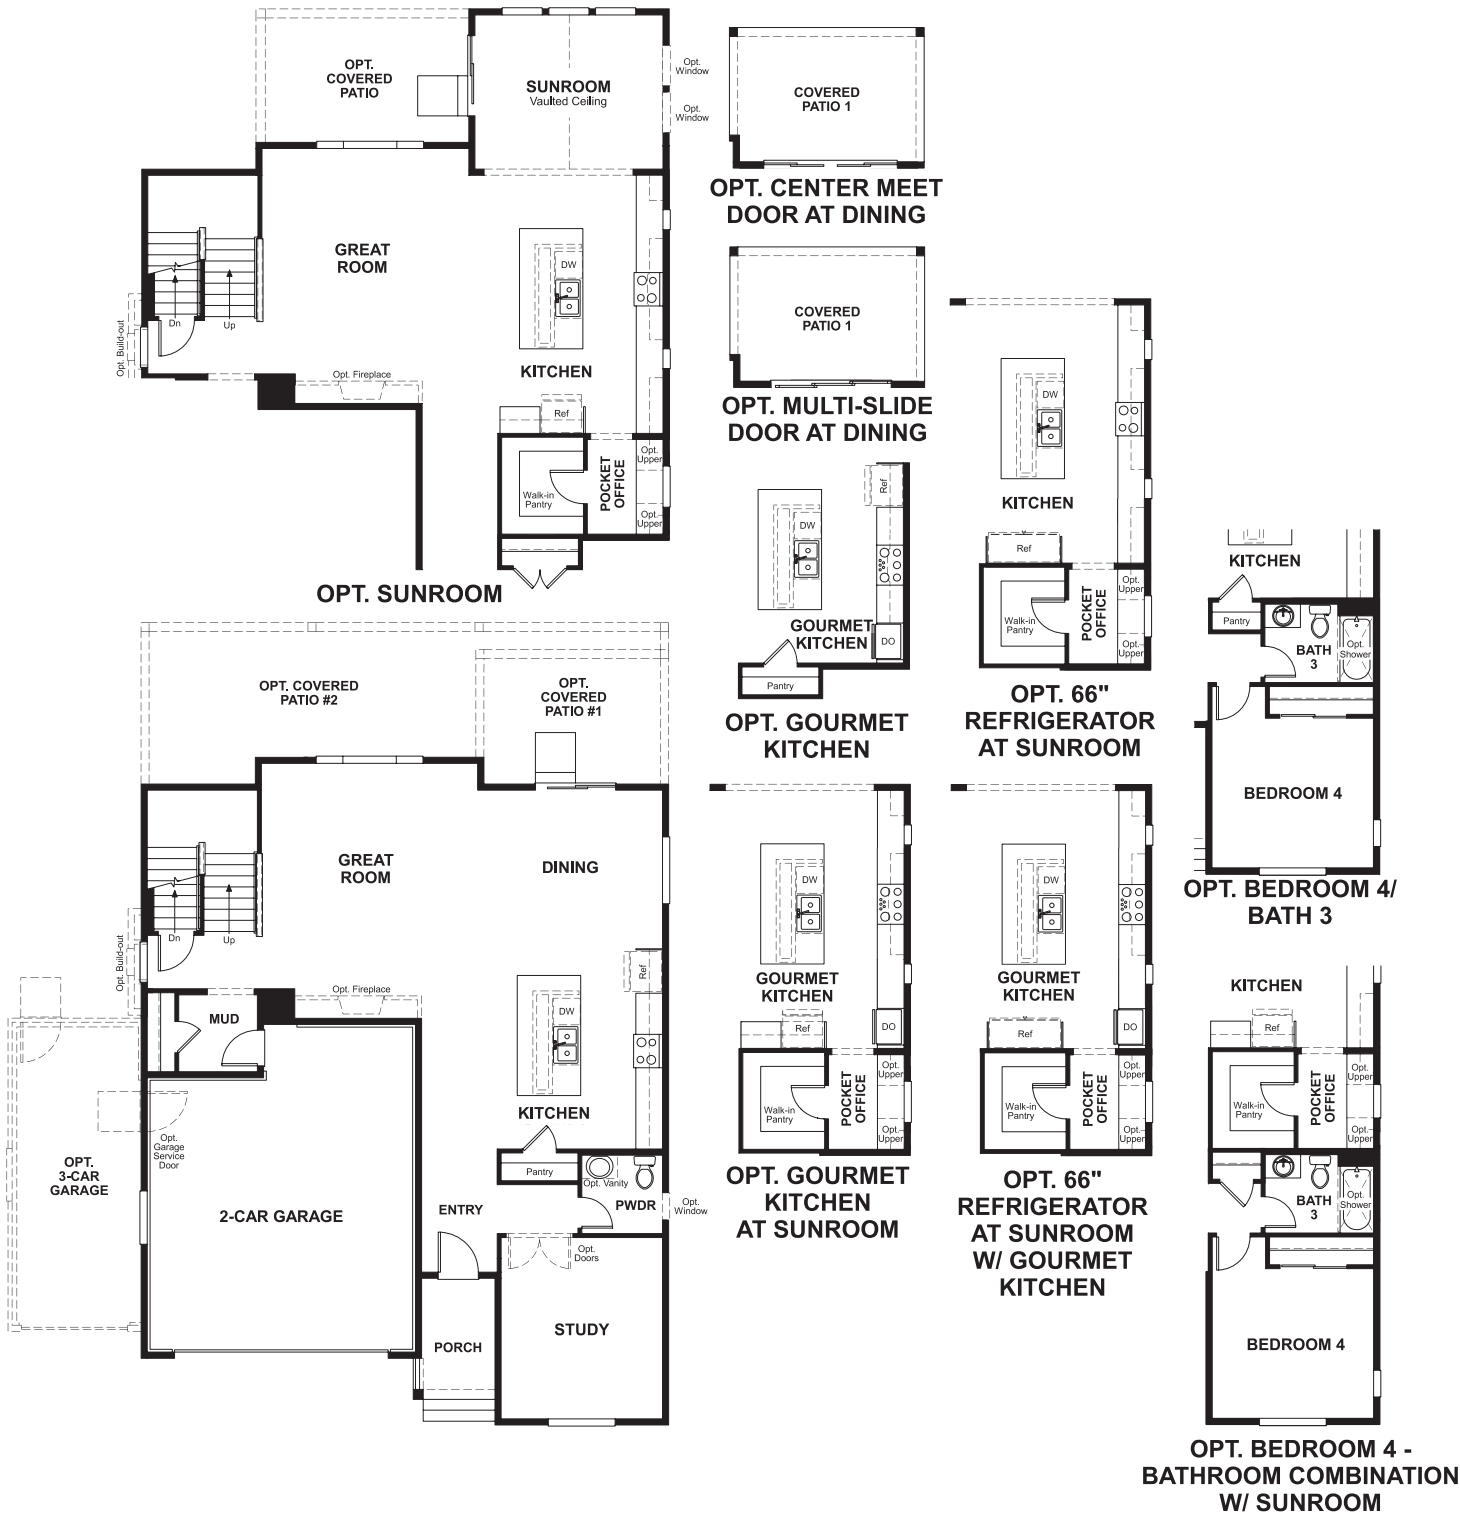 OPT.
COVERED
PATIO
SUNROOM
Vaulted Ceiling
Opt.
Window
Opt.
Window
GREAT
ROOM
DW
Dn
Up
Opt. Build-out
Opt. Fireplace
KITCHEN
Ref
Walk-in
Pantry
POCKET
OFFICE
Opt.
Upper
Opt.
Upper
OPT. SUNROOM
COVERED
PATIO 1
OPT. CENTER MEET
DOOR AT DINING
COVERED
PATIO 1
OPT. MULTI-SLIDE
DOOR AT DINING
Ref
DW
GOURMET
KITCHEN
DO
Pantry
OPT. GOURMET
KITCHEN
DW
KITCHEN
Ref
Walk-in
Pantry
POCKET
OFFICE
Opt.
Upper
Opt.
Upper
OPT. 66"
REFRIGERATOR
AT SUNROOM
KITCHEN
Pantry
BATH
3
Opt.
Shower
BEDROOM 4
OPT. BEDROOM 4/
BATH 3
OPT. COVERED
PATIO #2
OPT.
COVERED
PATIO #1
GREAT
ROOM
DINING
Dn
Up
Opt. Build-out
Opt. Fireplace
MUD
Ref
DW
KITCHEN
Opt.
Garage
Service
Door
OPT.
3-CAR
GARAGE
2-CAR GARAGE
Pantry
Opt. Vanity
PWDR
Opt.
Window
ENTRY
Opt.
Doors
STUDY
PORCH
DW
GOURMET
KITCHEN
Ref
DO
Walk-in
Pantry
POCKET
OFFICE
Opt.
Upper
Opt.
Upper
OPT. GOURMET
KITCHEN
AT SUNROOM
DW
GOURMET
KITCHEN
Ref
DO
Walk-in
Pantry
POCKET
OFFICE
Opt.
Upper
Opt.
Upper
OPT. 66"
REFRIGERATOR
AT SUNROOM
W/ GOURMET
KITCHEN
KITCHEN
Ref
Walk-in
Pantry
POCKET
OFFICE
Opt.
Upper
Opt.
Upper
BATH
3
Opt.
Shower
BEDROOM 4
OPT. BEDROOM 4 -
BATHROOM COMBINATION
W/ SUNROOM